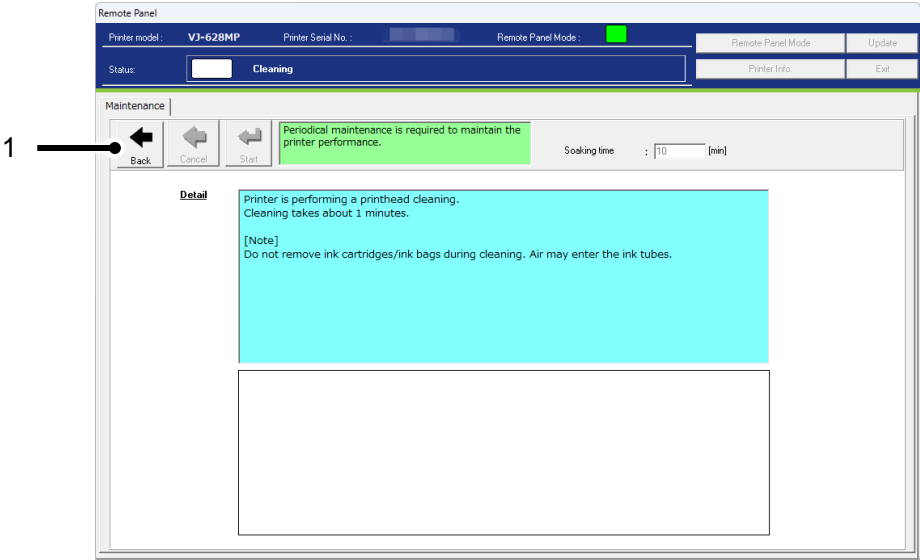 Remote Panel
Printer model :
VJ-628MP
Printer Serial No. :
Remote Panel Mode :
Remote Panel Mode
Update
Status:
Cleaning
Printer Info.
Exit
Maintenance
1
Back
Cancel
Start
Periodical maintenance is required to maintain the
printer performance.
Soaking time : 10 [min]
Detail
Printer is performing a printhead cleaning.
Cleaning takes about 1 minutes.
[Note]
Do not remove ink cartridges/ink bags during cleaning. Air may enter the ink tubes.